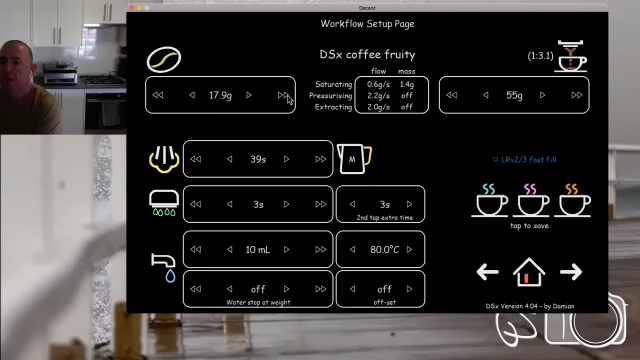 Decent
Workflow Setup Page
DSx coffee fruity
(1:3.1)
flow mass
Saturating 0.6g/s 1.4g
Pressurising 2.2g/s off
Extracting 2.0g/s off
17.9g
55g
39s
M
LRv2/3 fast fill
3s
3s
2nd tap extra time
tap to save
10 mL
80.0°C
off
Water stop at weight
off
off-set
DSx Version 4.04 - by Damian